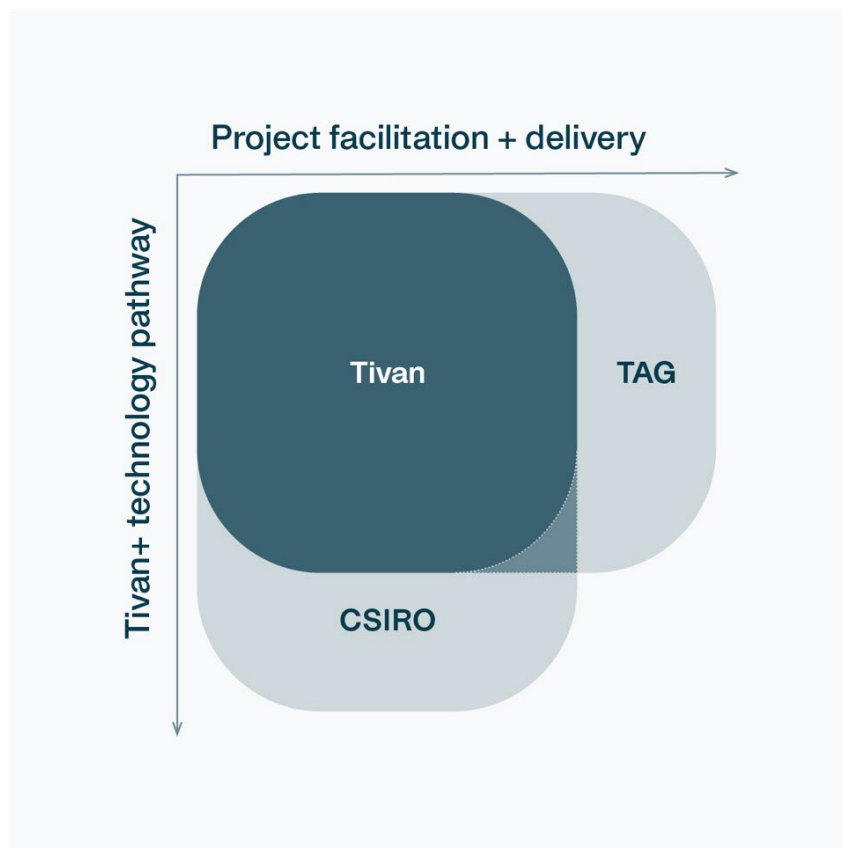 Project facilitation + delivery
Tivan+ technology pathway
Tivan
TAG
CSIRO